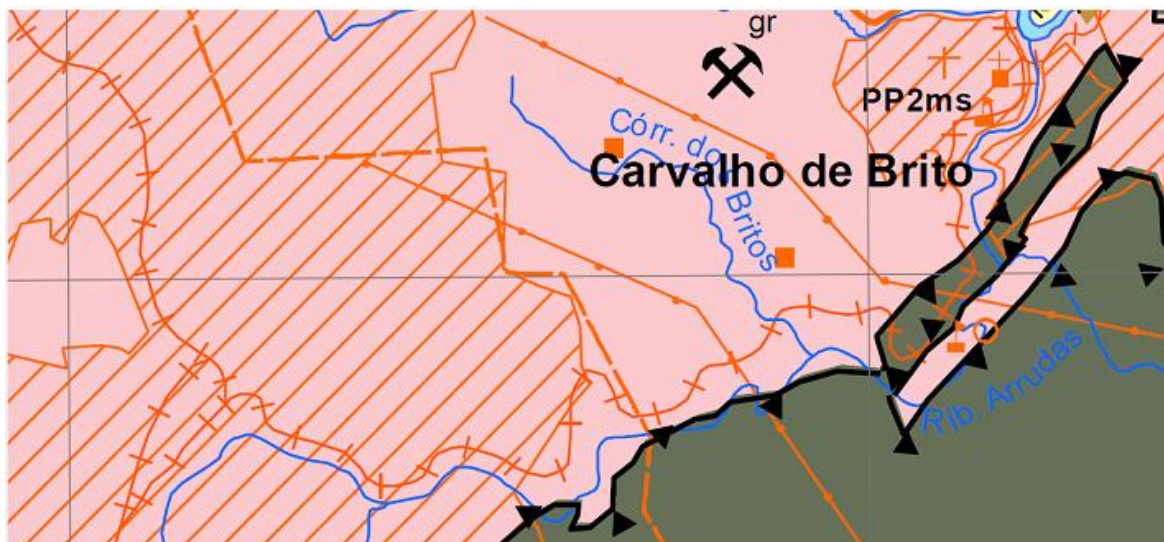 gr
PP2ms
Córr. dos Britos
Carvalho de Brito
Rib. Arrudas